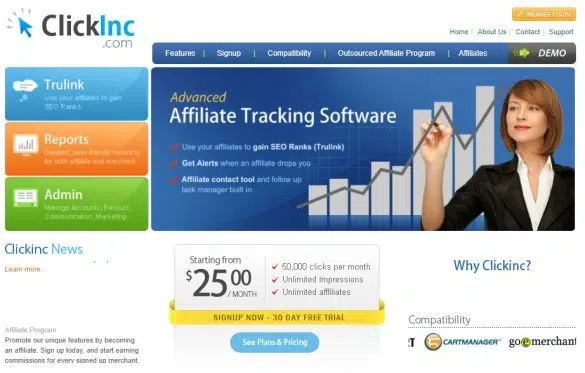 ClickInc
.com
MEMBER LOGIN
Home | About Us | Contact | Support
Features | Signup | Compatibility | Outsourced Affiliate Program | Affiliates
DEMO
Trulink
Use your affiliates to gain
SEO Ranks
Reports
Detailed, user friendly reporting
for both affiliate and merchant
Admin
Manage Accounts, Payouts,
Communication, Marketing..
Advanced
Affiliate Tracking Software
Use your affiliates to gain SEO Ranks (Trulink)
Get Alerts when an affiliate drops you
Affiliate contact tool and follow up
task manager built in
Clickinc News
Learn more..
Affiliate Program
Promote our unique features by becoming
an affiliate. Sign up today, and start earning
commissions for every signed up merchant.
Starting from
$25.00
/MONTH
50,000 clicks per month
Unlimited Impressions
Unlimited affiliates
SIGNUP NOW - 30 DAY FREE TRIAL
See Plans & Pricing
Why Clickinc?
Compatibility
CARTMANAGER
goemerchant